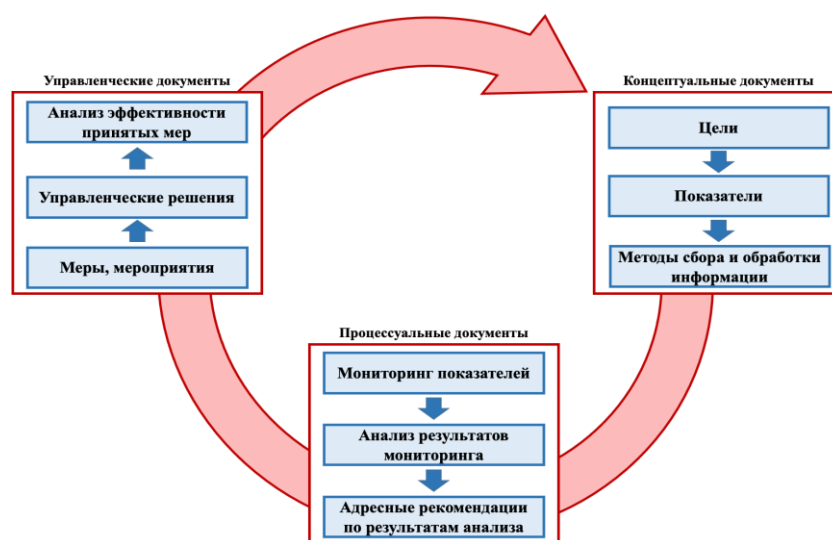 Управленческие документы
Анализ эффективности
принятых мер
Управленческие решения
Меры, мероприятия
Концептуальные документы
Цели
Показатели
Методы сбора и обработки
информации
Процессуальные документы
Мониторинг показателей
Анализ результатов
мониторинга
Адресные рекомендации
по результатам анализа